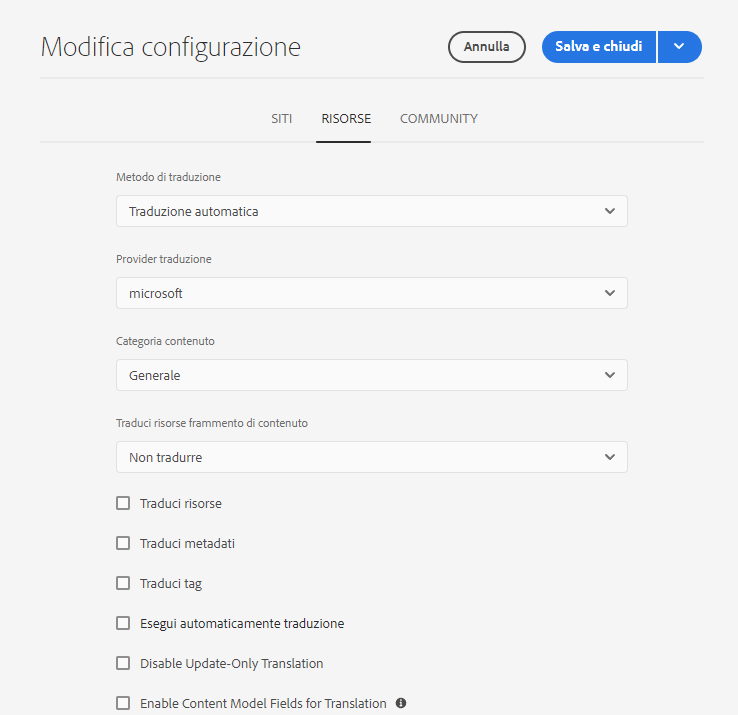 Modifica configurazione
Annulla
Salva e chiudi
SITI RISORSE COMMUNITY
Metodo di traduzione
Traduzione automatica
Provider traduzione
microsoft
Categoria contenuto
Generale
Traduci risorse frammento di contenuto
Non tradurre
Traduci risorse
Traduci metadati
Traduci tag
Esegui automaticamente traduzione
Disable Update-Only Translation
Enable Content Model Fields for Translation